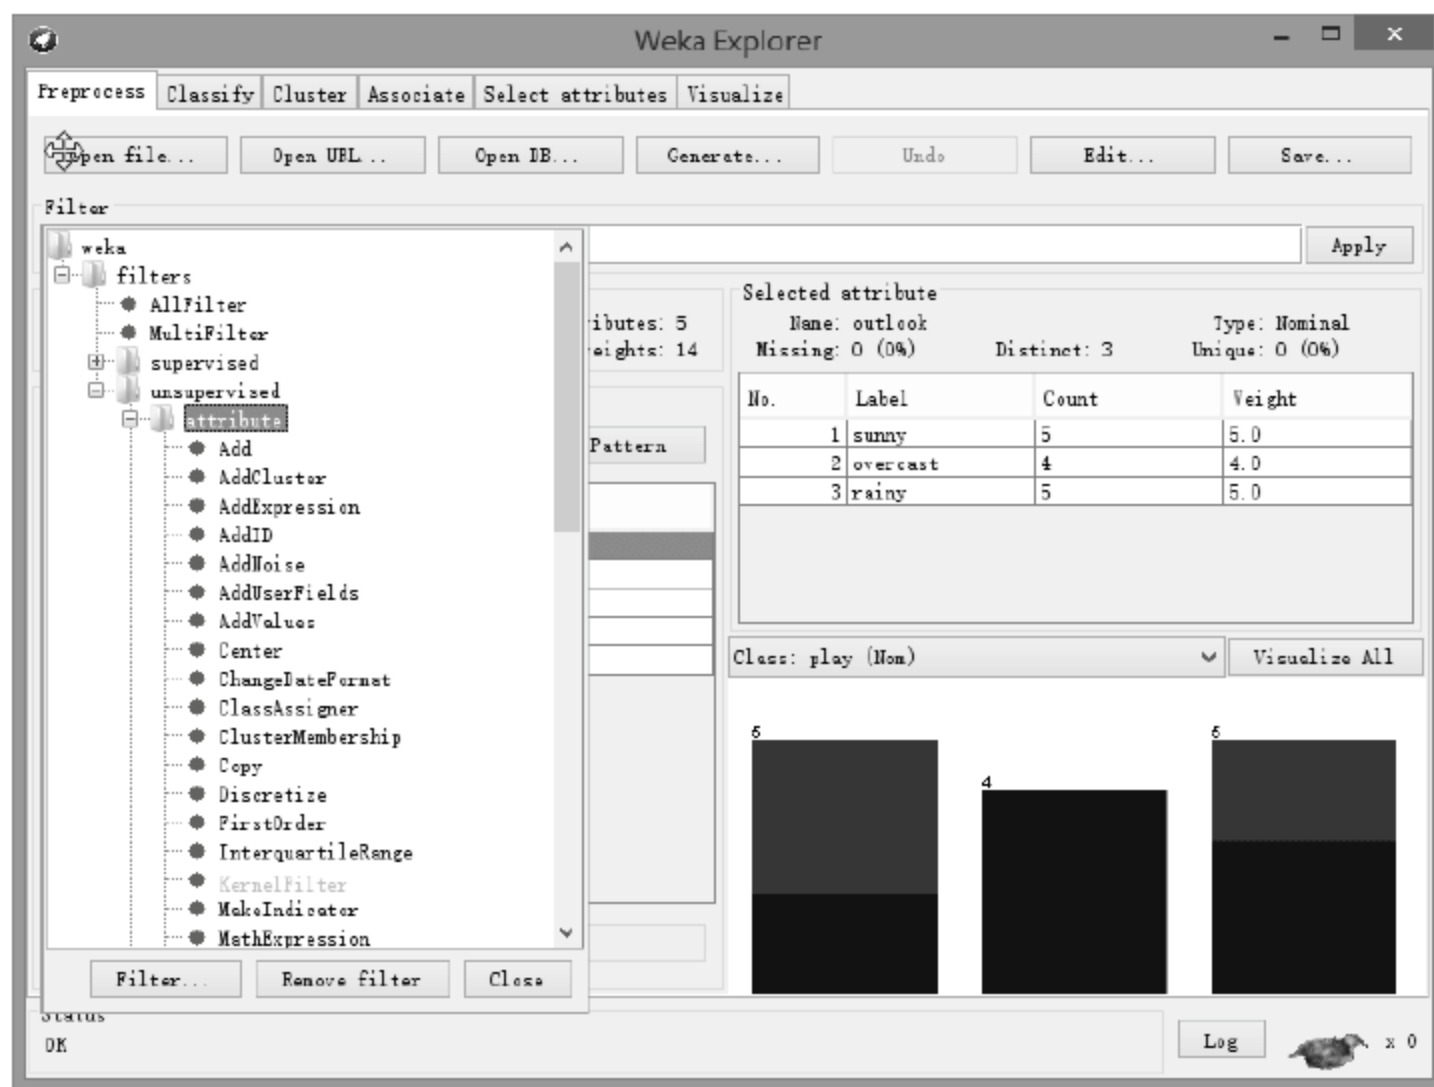 Weka Explorer
Preprocess Classify Cluster Associate Select attributes Visualize
Open file... Open URL... Open DB... Generate... Undo Edit... Save...
Filter
Apply
weka
filters
AllFilter
MultiFilter
supervised
unsupervised
attribute
Add
AddCluster
AddExpression
AddID
AddNoise
AddUserFields
AddValues
Center
ChangeDateFormat
ClassAssigner
ClusterMembership
Copy
Discretize
FirstOrder
InterquartileRange
KernelFilter
MakeIndicator
MathExpression
Filter... Remove filter Close
ibutes: 5
eights: 14
Pattern
Selected attribute
Name: outlook Type: Nominal
Missing: 0 (0%) Distinct: 3 Unique: 0 (0%)
No. Label Count Weight
1 sunny 5 5.0
2 overcast 4 4.0
3 rainy 5 5.0
Class: play (Nom) Visualize All
5 4 5
Status
OK
Log x 0